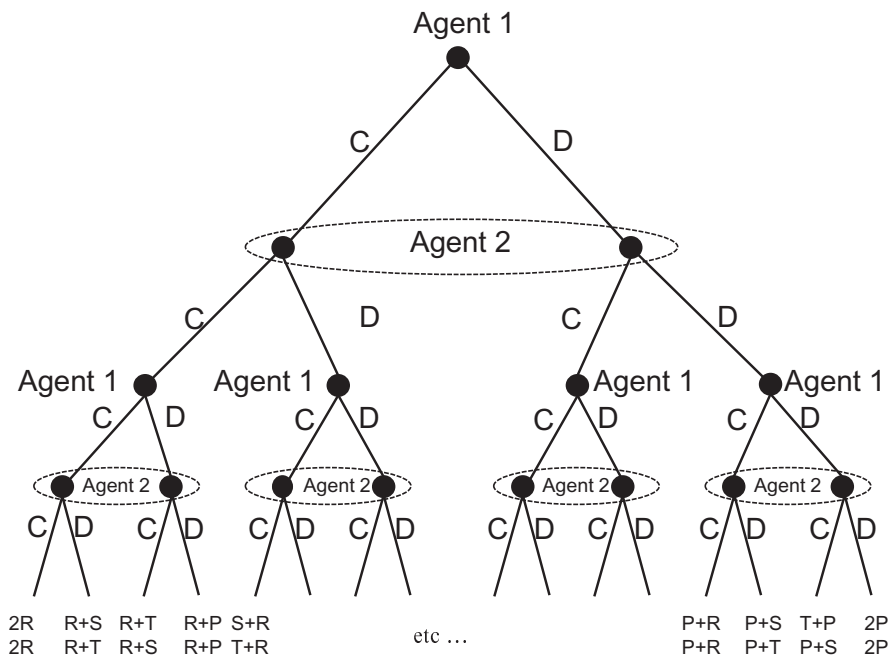 Agent 1
C D
Agent 2
C D C D
Agent 1 Agent 1 Agent 1 Agent 1
C D C D C D C D
Agent 2 Agent 2 Agent 2 Agent 2
C D C D C D C D C D C D C D C D
2R R+S R+T R+P S+R etc ... P+R P+S T+P 2P
2R R+T R+S R+P T+R P+R P+T P+S 2P